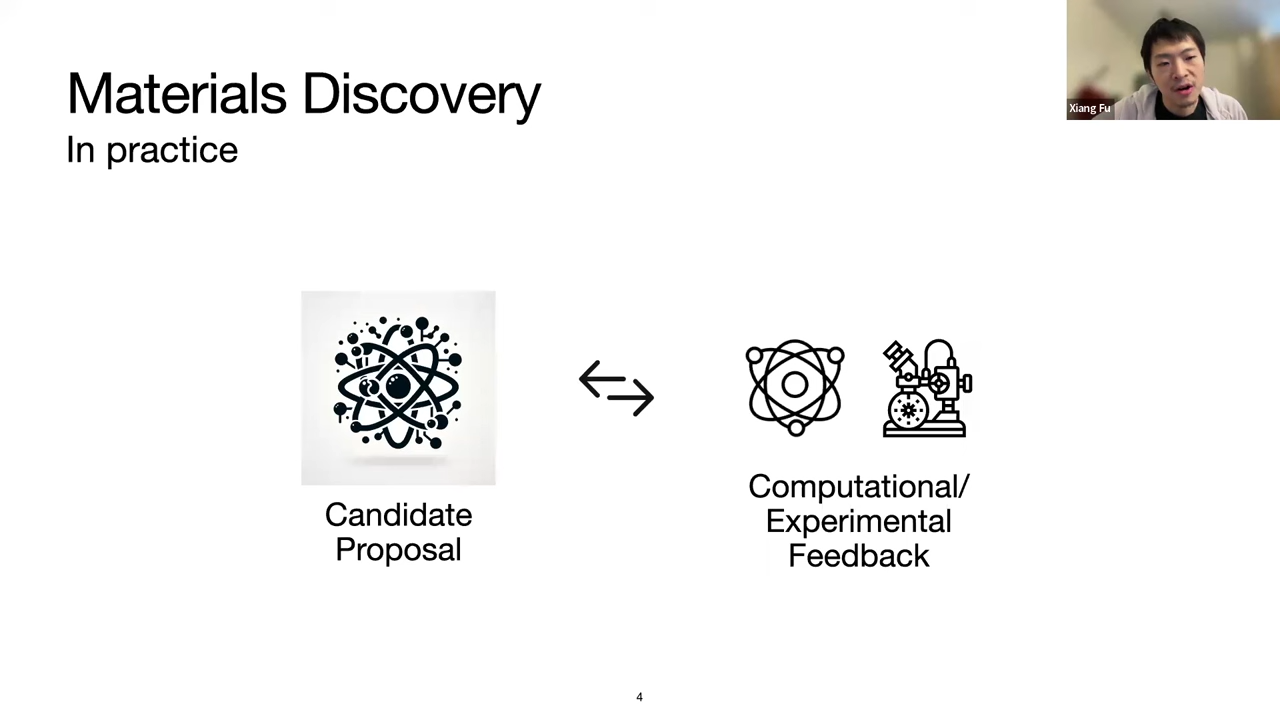 Materials Discovery
In practice
Xiang Fu
Candidate
Proposal
Computational/
Experimental
Feedback
4